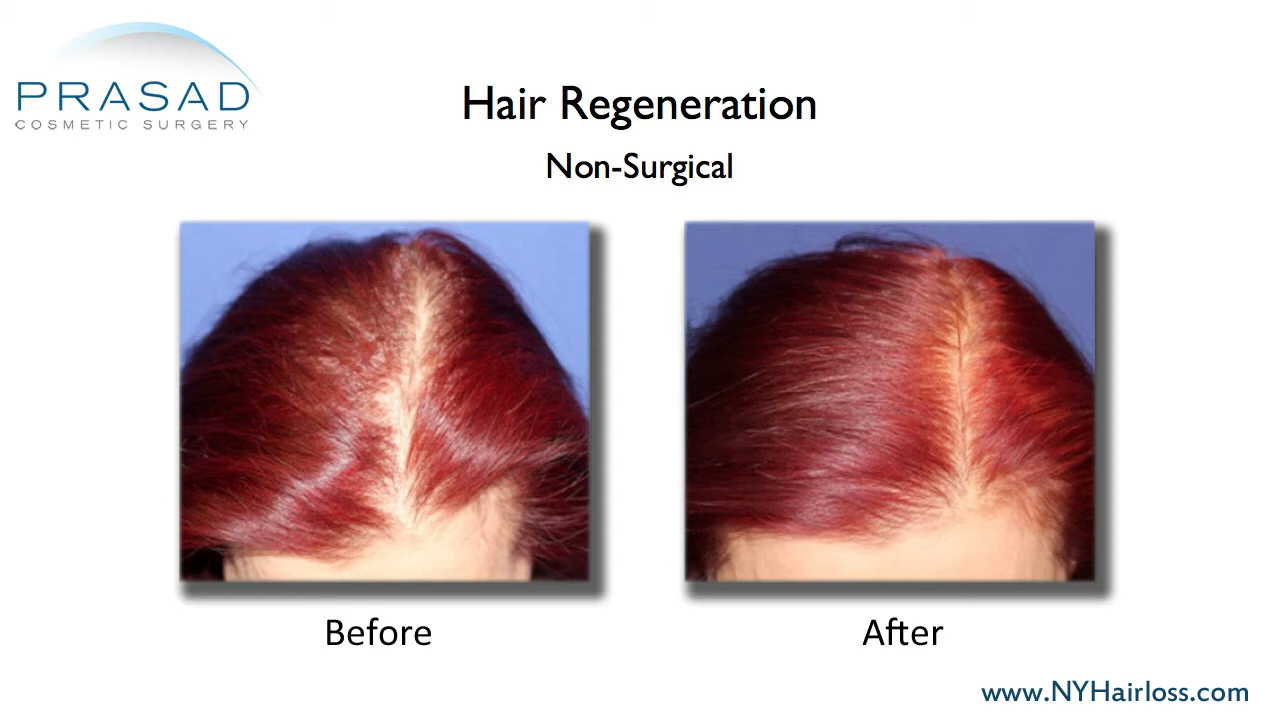 PRASAD
COSMETIC SURGERY
Hair Regeneration
Non-Surgical
Before
After
www.NYHairloss.com